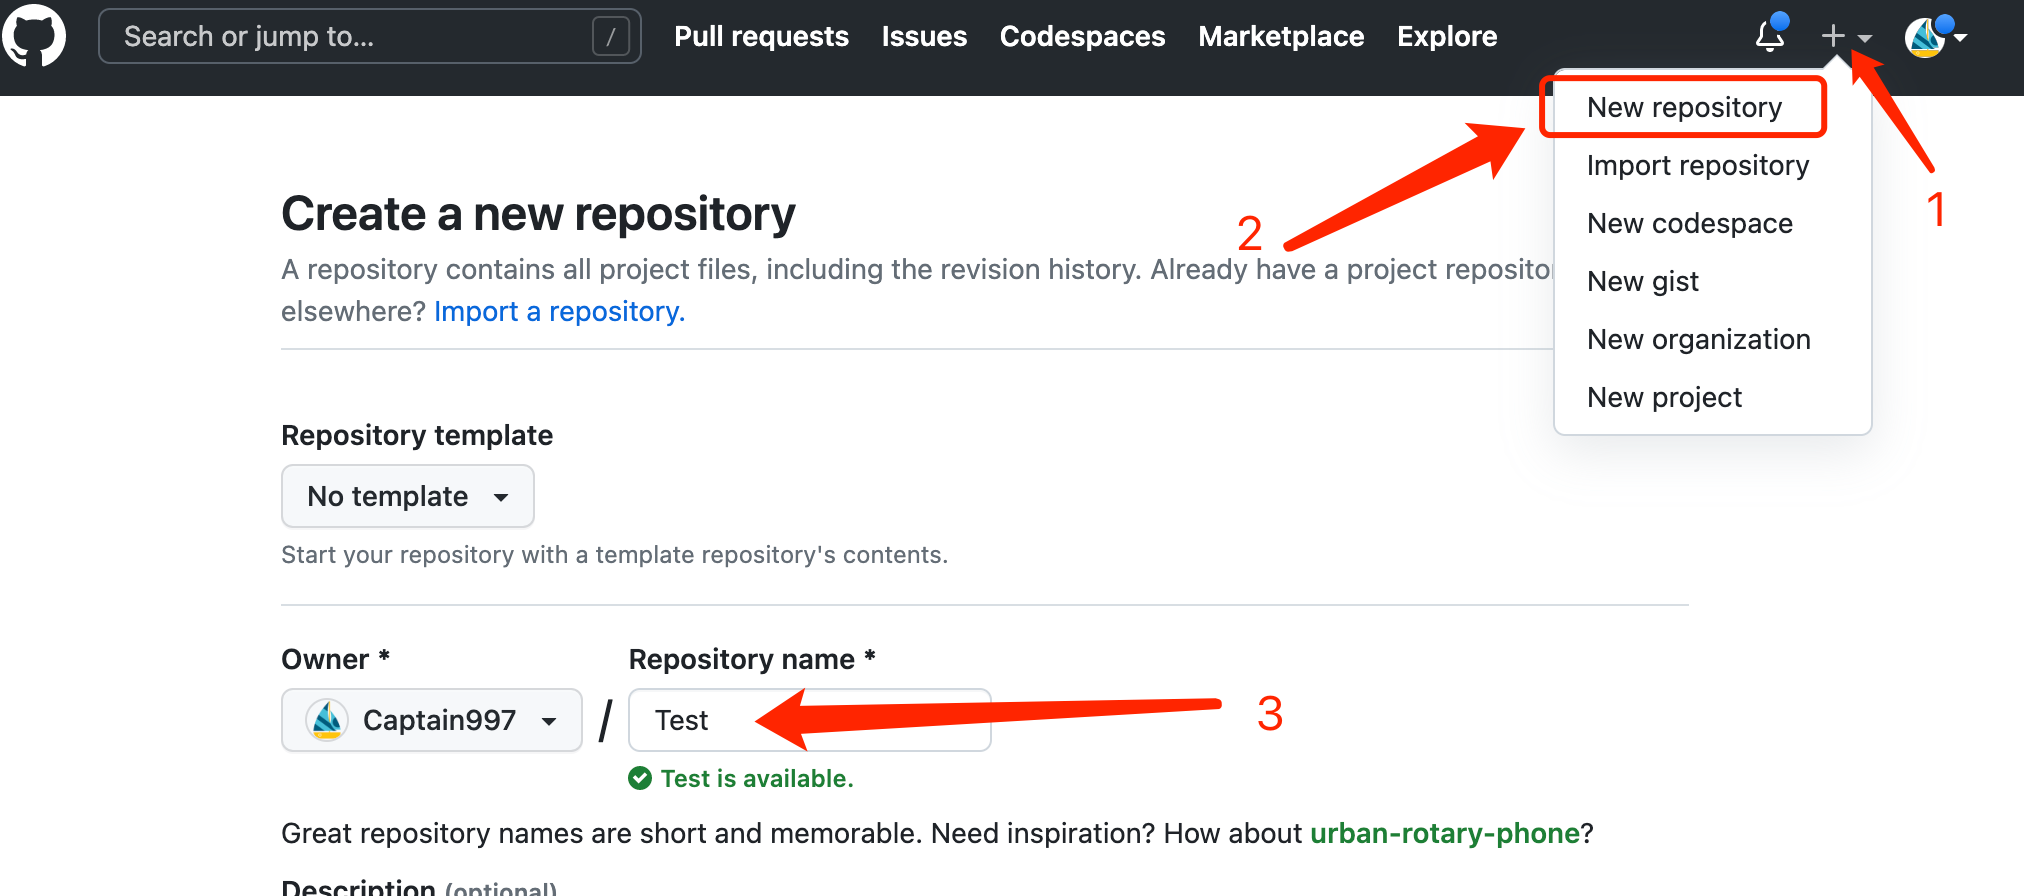 Search or jump to... / Pull requests Issues Codespaces Marketplace Explore
New repository
Import repository
New codespace
New gist
New organization
New project
1
2
Create a new repository
A repository contains all project files, including the revision history. Already have a project reposito
elsewhere? Import a repository.
Repository template
No template
Start your repository with a template repository's contents.
Owner * Repository name *
Captain997 / Test
3
Test is available.
Great repository names are short and memorable. Need inspiration? How about urban-rotary-phone?
Description (optional)